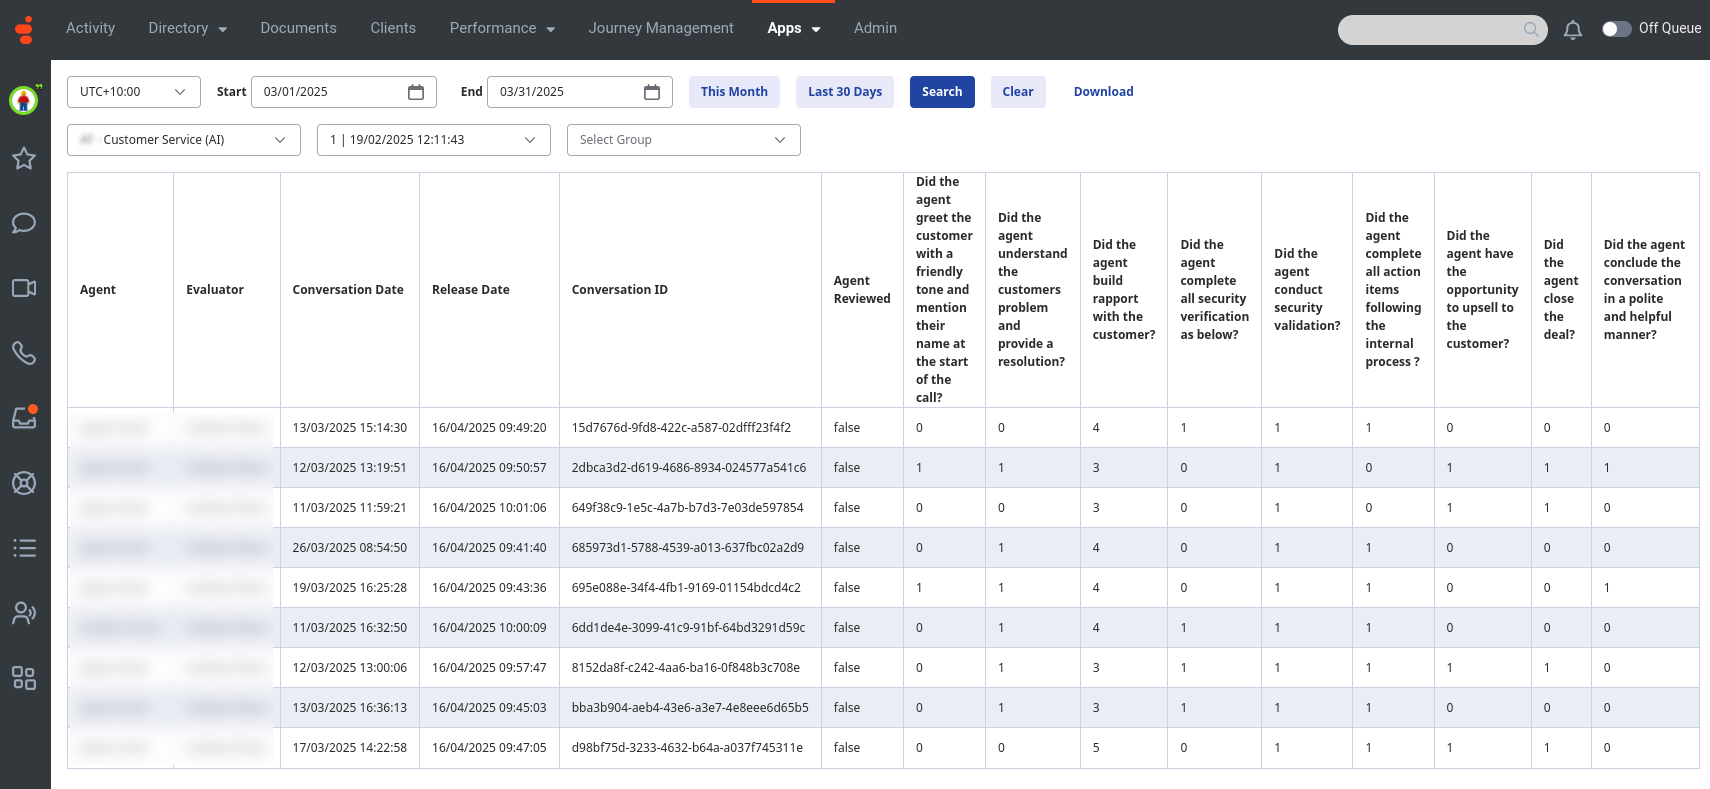 Activity Directory Documents Clients Performance Journey Management Apps Admin Off Queue
UTC+10:00 Start 03/01/2025 End 03/31/2025 This Month Last 30 Days Search Clear Download
Customer Service (AI) 1 | 19/02/2025 12:11:43 Select Group
Agent
Evaluator
Conversation Date
Release Date
Conversation ID
Agent
Reviewed
Did the
agent
greet the
customer
with a
friendly
tone and
mention
their
name at
the start
of the
call?
Did the
agent
understand
the
customers
problem
and
provide a
resolution?
Did the
agent
build
rapport
with the
customer?
Did the
agent
complete
all security
verification
as below?
Did the
agent
conduct
security
validation?
Did the
agent
complete
all action
items
following
the
internal
process ?
Did the
agent have
the
opportunity
to upsell to
the
customer?
Did
the
agent
close
the
deal?
Did the agent
conclude the
conversation
in a polite
and helpful
manner?
13/03/2025 15:14:30 16/04/2025 09:49:20 15d7676d-9fd8-422c-a587-02dfff23f4f2 false 0 0 4 1 1 1 0 0 0
12/03/2025 13:19:51 16/04/2025 09:50:57 2dbca3d2-d619-4686-8934-024577a541c6 false 1 1 3 0 1 0 1 1 1
11/03/2025 11:59:21 16/04/2025 10:01:06 649f38c9-1e5c-4a7b-b7d3-7e03de597854 false 0 0 3 0 1 0 1 1 0
26/03/2025 08:54:50 16/04/2025 09:41:40 685973d1-5788-4539-a013-637fbc02a2d9 false 0 1 4 0 1 1 0 0 0
19/03/2025 16:25:28 16/04/2025 09:43:36 695e088e-34f4-4fb1-9169-01154bdcd4c2 false 1 1 4 0 1 1 0 0 1
11/03/2025 16:32:50 16/04/2025 10:00:09 6dd1de4e-3099-41c9-91bf-64bd3291d59c false 0 1 4 1 1 1 0 0 0
12/03/2025 13:00:06 16/04/2025 09:57:47 8152da8f-c242-4aa6-ba16-0f848b3c708e false 0 1 3 1 1 1 1 1 0
13/03/2025 16:36:13 16/04/2025 09:45:03 bba3b904-aeb4-43e6-a3e7-4e8eee6d65b5 false 0 1 3 1 1 1 0 0 0
17/03/2025 14:22:58 16/04/2025 09:47:05 d98bf75d-3233-4632-b64a-a037f745311e false 0 0 5 0 1 1 1 1 0